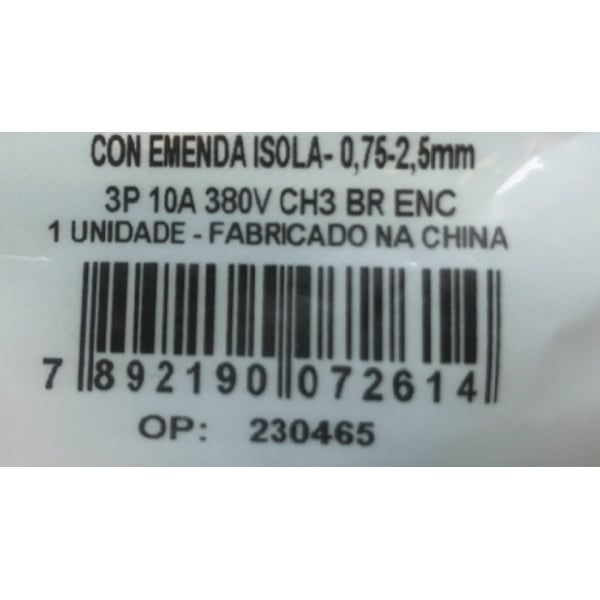 CON EMENDA ISOLA- 0,75-2,5mm
3P 10A 380V CH3 BR ENC
1 UNIDADE - FABRICADO NA CHINA
7 892190 072614
OP: 230465